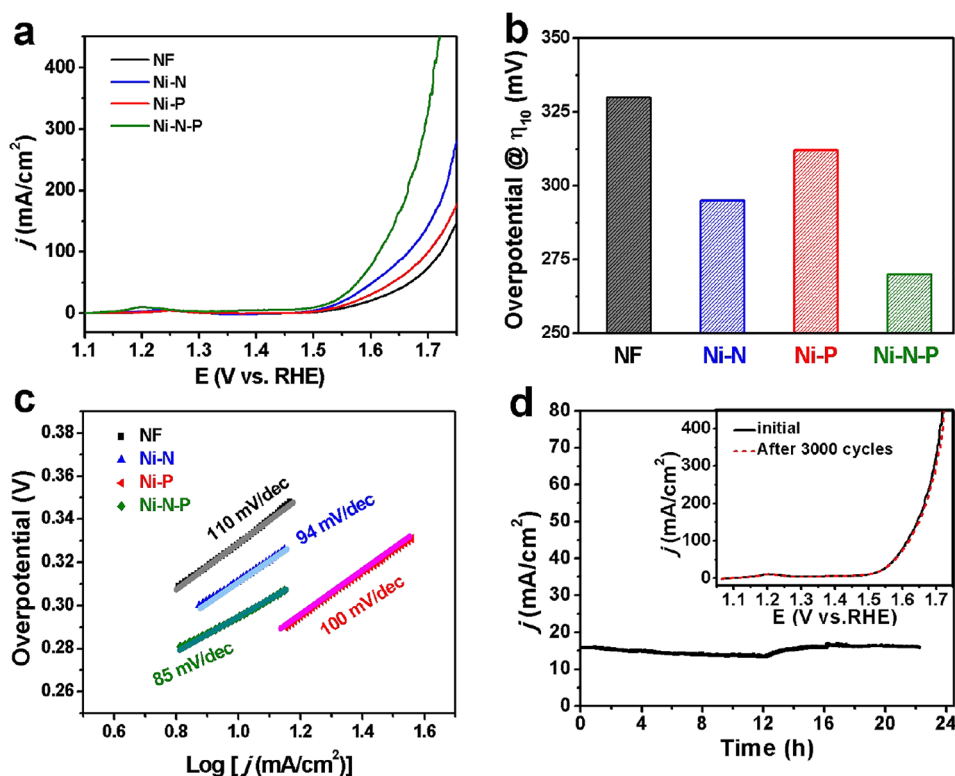 a
400
300
200
100
0
j (mA/cm²)
NF
Ni-N
Ni-P
Ni-N-P
1.1 1.2 1.3 1.4 1.5 1.6 1.7
E (V vs. RHE)
b
350
325
300
275
250
Overpotential @ η₁₀ (mV)
NF Ni-N Ni-P Ni-N-P
c
0.38
0.36
0.34
0.32
0.30
0.28
0.26
Overpotential (V)
NF
Ni-N
Ni-P
Ni-N-P
110 mV/dec
94 mV/dec
100 mV/dec
85 mV/dec
0.6 0.8 1.0 1.2 1.4 1.6
Log [ j (mA/cm²)]
d
80
70
60
50
40
30
20
10
0
j (mA/cm²)
400
300
200
100
0
j (mA/cm²)
initial
After 3000 cycles
1.1 1.2 1.3 1.4 1.5 1.6 1.7
E (V vs.RHE)
0 4 8 12 16 20 24
Time (h)